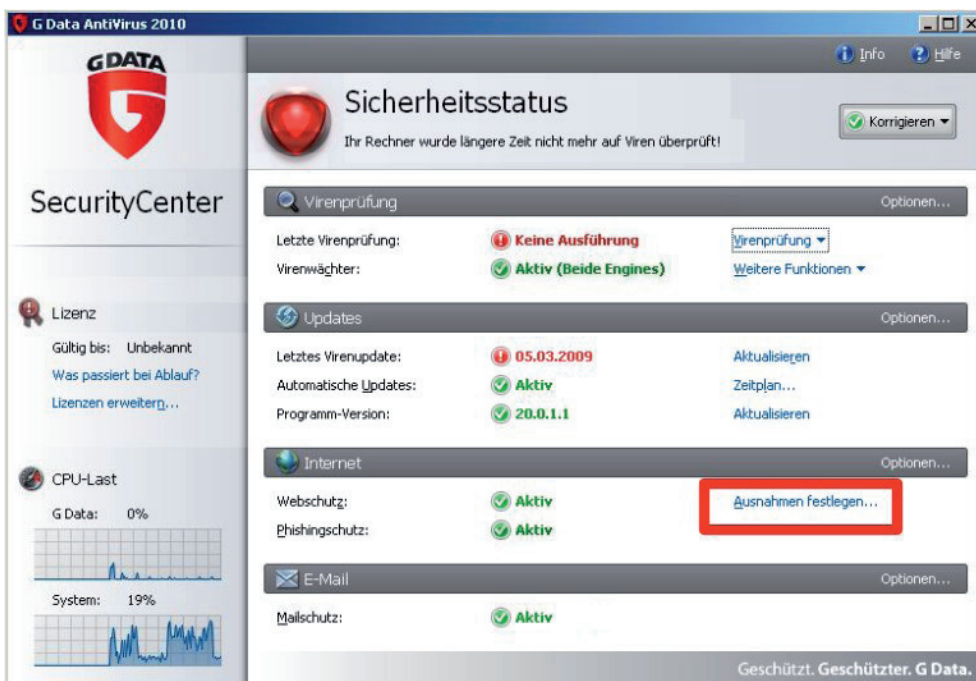 G Data AntiVirus 2010
G DATA
Info
Hilfe
Sicherheitsstatus
Ihr Rechner wurde längere Zeit nicht mehr auf Viren überprüft!
Korrigieren
SecurityCenter
Virenprüfung
Optionen...
Letzte Virenprüfung:
Keine Ausführung
Virenprüfung
Virenwächter:
Aktiv (Beide Engines)
Weitere Funktionen
Lizenz
Gültig bis: Unbekannt
Was passiert bei Ablauf?
Lizenzen erweitern...
Updates
Optionen...
Letztes Virenupdate:
05.03.2009
Aktualisieren
Automatische Updates:
Aktiv
Zeitplan...
Programm-Version:
20.0.1.1
Aktualisieren
Internet
Optionen...
Webschutz:
Aktiv
Ausnahmen festlegen...
Phishingschutz:
Aktiv
CPU-Last
G Data: 0%
System: 19%
E-Mail
Optionen...
Mailschutz:
Aktiv
Geschützt. Geschützter. G Data.